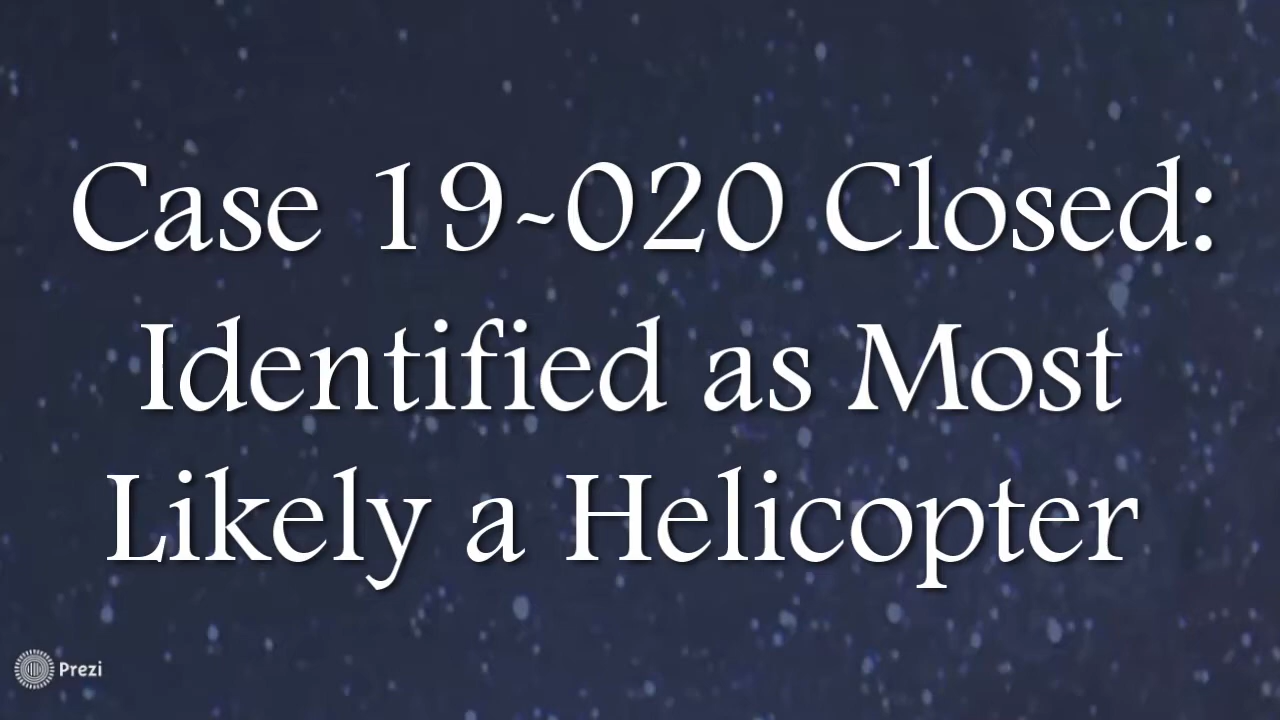 Case 19-020 Closed:
Identified as Most
Likely a Helicopter
Prezi